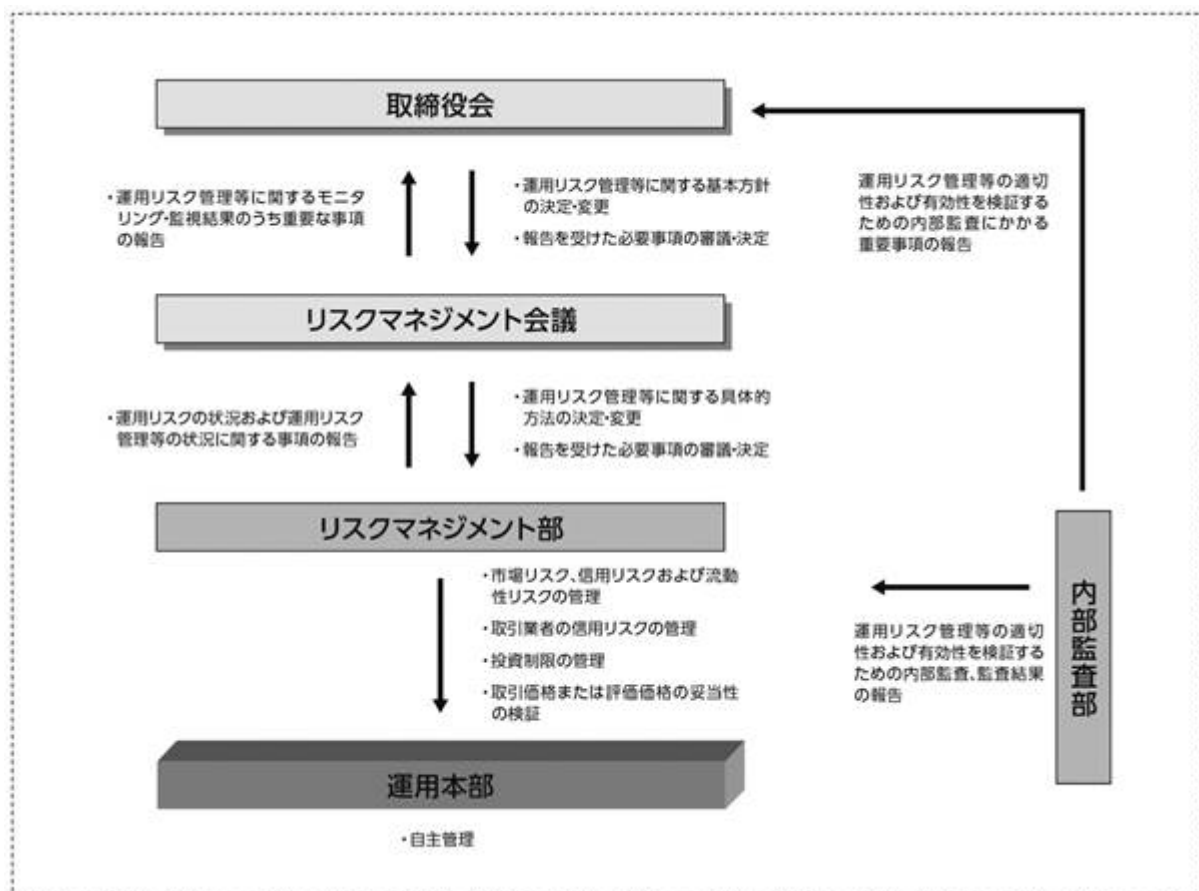 取締役会
・運用リスク管理等に関するモニタ
リング・監視結果のうち重要な事項
の報告
・運用リスク管理等に関する基本方針
の決定・変更
・報告を受けた必要事項の審議・決定
運用リスク管理等の適切
性および有効性を検証する
ための内部監査にかかる
重要事項の報告
リスクマネジメント会議
・運用リスクの状況および運用リスク
管理等の状況に関する事項の報告
・運用リスク管理等に関する具体的
方法の決定・変更
・報告を受けた必要事項の審議・決定
リスクマネジメント部
・市場リスク、信用リスクおよび流動
性リスクの管理
・取引業者の信用リスクの管理
・投資制限の管理
・取引価格または評価価格の妥当性
の検証
運用リスク管理等の適切
性および有効性を検証する
ための内部監査、監査結果
の報告
内部監査部
運用本部
・自主管理